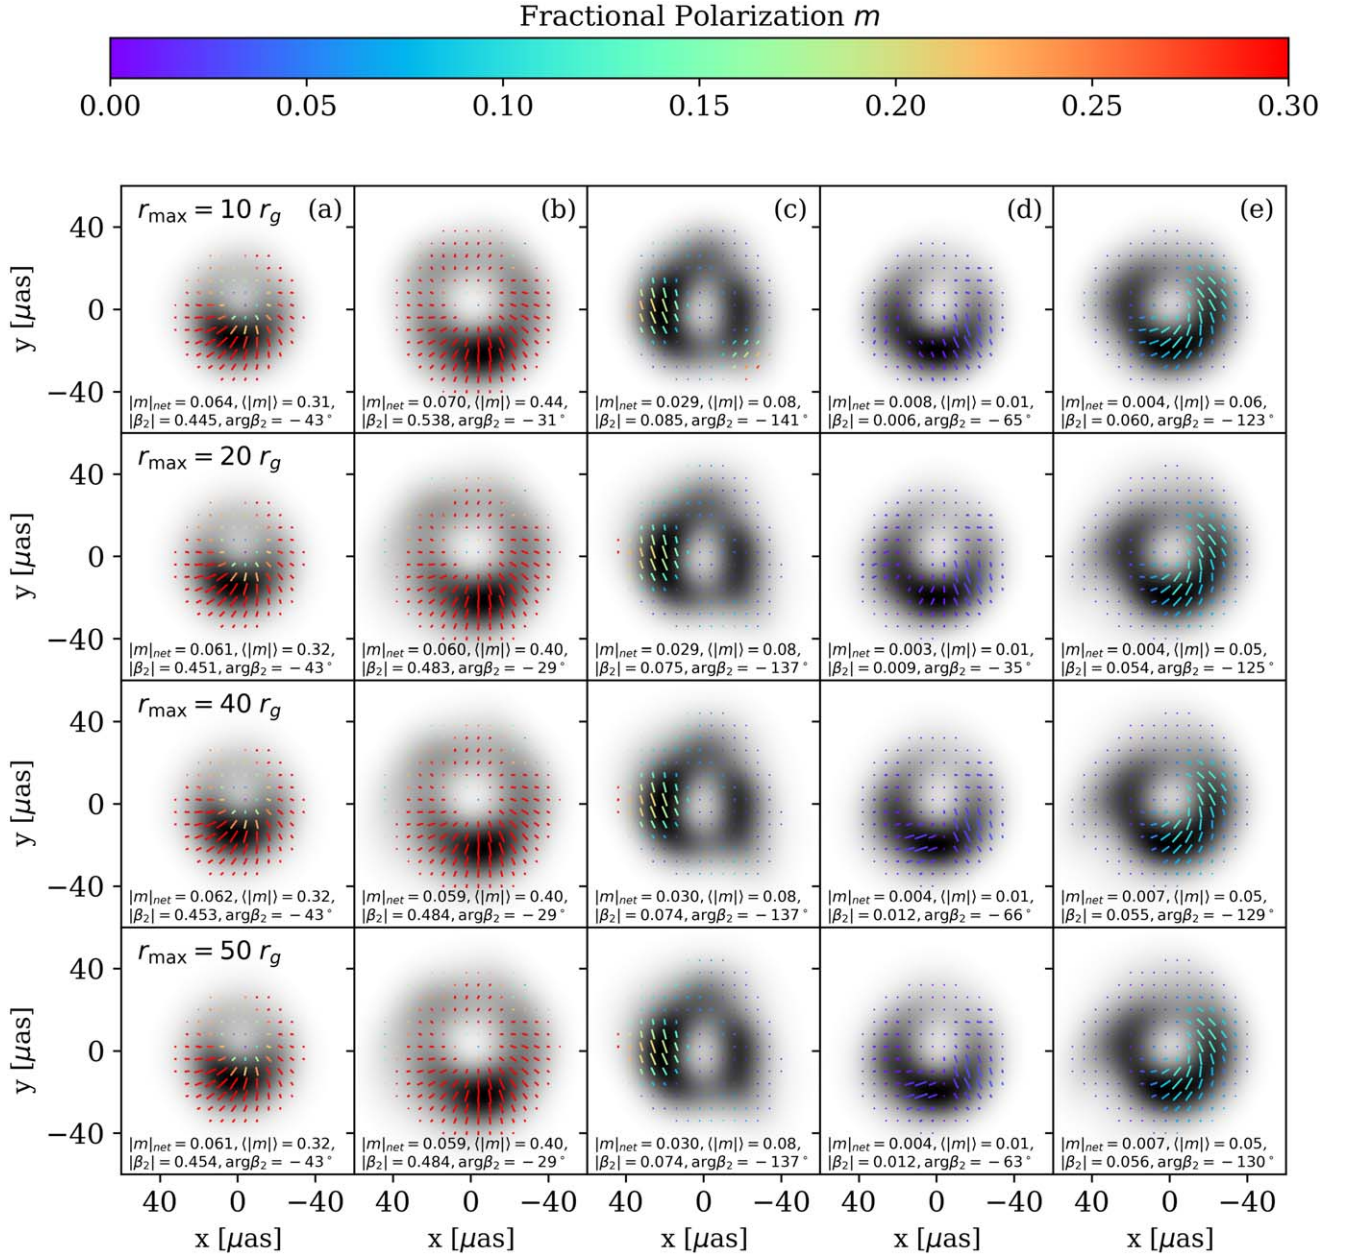 Fractional Polarization m
0.00 0.05 0.10 0.15 0.20 0.25 0.30
r_max = 10 r_g (a) (b) (c) (d) (e)
40
y [μas] 0
−40
|m|_net = 0.064, ⟨|m|⟩ = 0.31, |m|_net = 0.070, ⟨|m|⟩ = 0.44, |m|_net = 0.029, ⟨|m|⟩ = 0.08, |m|_net = 0.008, ⟨|m|⟩ = 0.01, |m|_net = 0.004, ⟨|m|⟩ = 0.06,
|β₂| = 0.445, argβ₂ = −43° |β₂| = 0.538, argβ₂ = −31° |β₂| = 0.085, argβ₂ = −141° |β₂| = 0.006, argβ₂ = −65° |β₂| = 0.060, argβ₂ = −123°
r_max = 20 r_g
40
y [μas] 0
−40
|m|_net = 0.061, ⟨|m|⟩ = 0.32, |m|_net = 0.060, ⟨|m|⟩ = 0.40, |m|_net = 0.029, ⟨|m|⟩ = 0.08, |m|_net = 0.003, ⟨|m|⟩ = 0.01, |m|_net = 0.004, ⟨|m|⟩ = 0.05,
|β₂| = 0.451, argβ₂ = −43° |β₂| = 0.483, argβ₂ = −29° |β₂| = 0.075, argβ₂ = −137° |β₂| = 0.009, argβ₂ = −35° |β₂| = 0.054, argβ₂ = −125°
r_max = 40 r_g
40
y [μas] 0
−40
|m|_net = 0.062, ⟨|m|⟩ = 0.32, |m|_net = 0.059, ⟨|m|⟩ = 0.40, |m|_net = 0.030, ⟨|m|⟩ = 0.08, |m|_net = 0.004, ⟨|m|⟩ = 0.01, |m|_net = 0.007, ⟨|m|⟩ = 0.05,
|β₂| = 0.453, argβ₂ = −43° |β₂| = 0.484, argβ₂ = −29° |β₂| = 0.074, argβ₂ = −137° |β₂| = 0.012, argβ₂ = −66° |β₂| = 0.055, argβ₂ = −129°
r_max = 50 r_g
40
y [μas] 0
−40
|m|_net = 0.061, ⟨|m|⟩ = 0.32, |m|_net = 0.059, ⟨|m|⟩ = 0.40, |m|_net = 0.030, ⟨|m|⟩ = 0.08, |m|_net = 0.004, ⟨|m|⟩ = 0.01, |m|_net = 0.007, ⟨|m|⟩ = 0.05,
|β₂| = 0.454, argβ₂ = −43° |β₂| = 0.484, argβ₂ = −29° |β₂| = 0.074, argβ₂ = −137° |β₂| = 0.012, argβ₂ = −63° |β₂| = 0.056, argβ₂ = −130°
40 0 −40 40 0 −40 40 0 −40 40 0 −40 40 0 −40
x [μas] x [μas] x [μas] x [μas] x [μas]